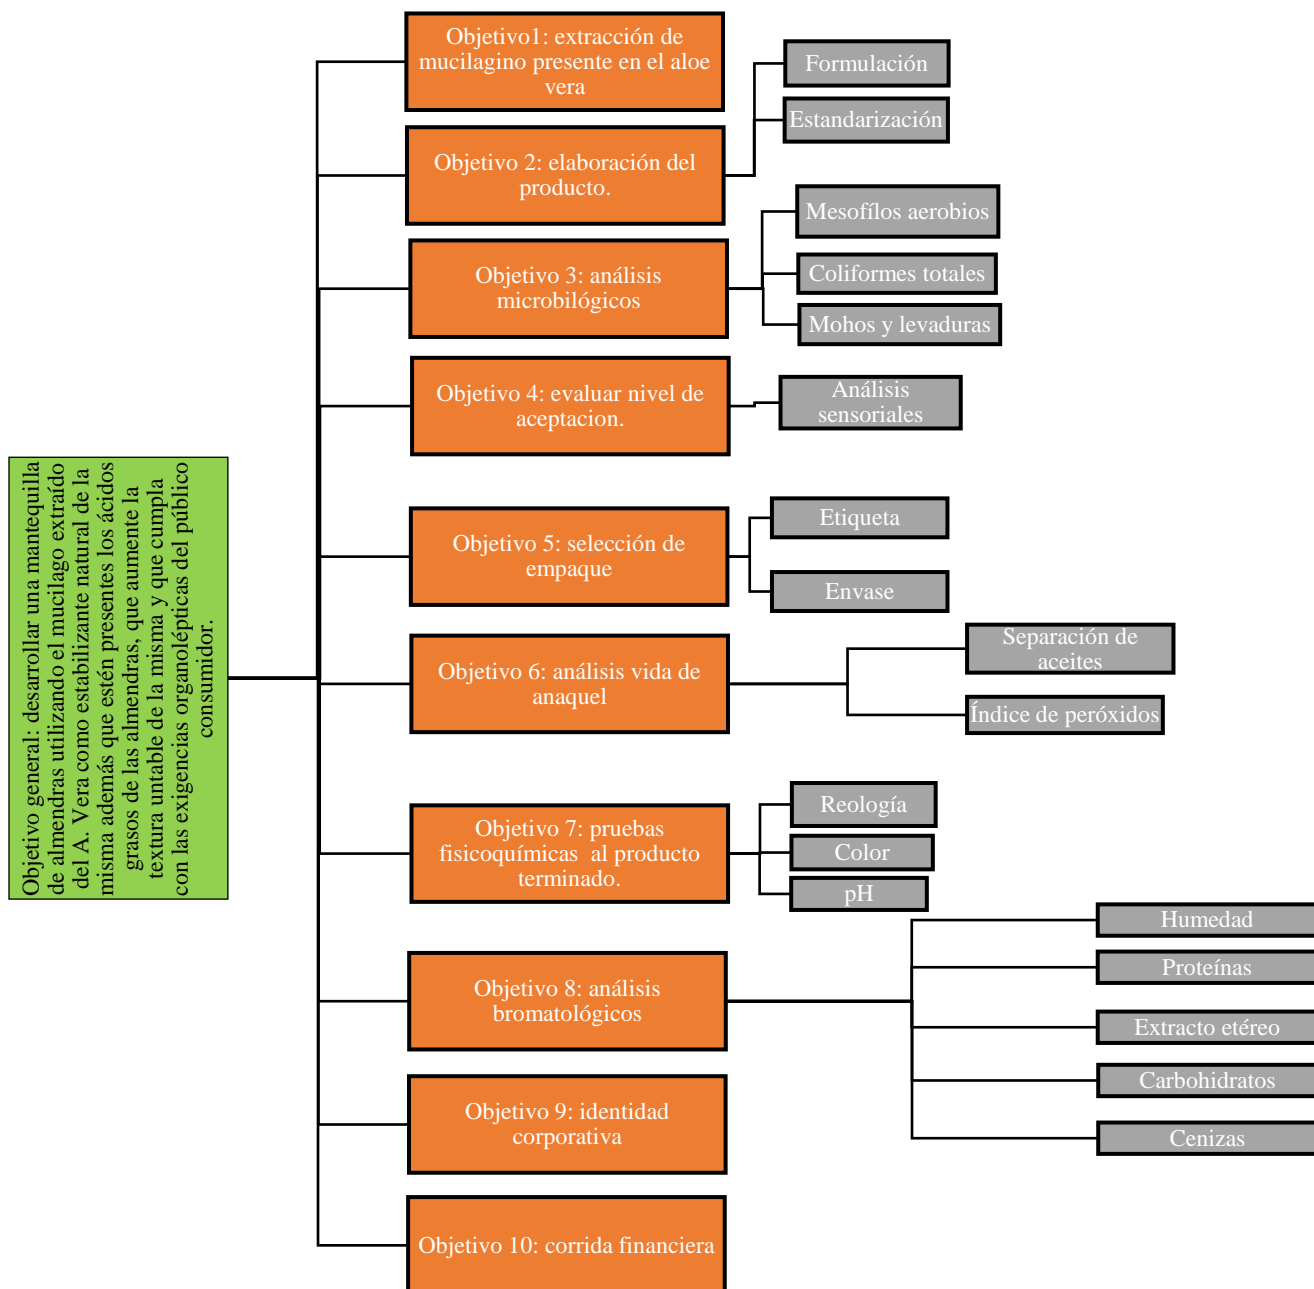 Objetivo general: desarrollar una mantequilla
de almendras utilizando el mucilago extraído
del A. Vera como estabilizante natural de la
misma además que estén presentes los ácidos
grasos de las almendras, que aumente la
textura untable de la misma y que cumpla
con las exigencias organolépticas del público
consumidor.
Objetivo1: extracción de
mucilagino presente en el aloe
vera
Objetivo 2: elaboración del
producto.
Formulación
Estandarización
Objetivo 3: análisis
microbilógicos
Mesofílos aerobios
Coliformes totales
Mohos y levaduras
Objetivo 4: evaluar nivel de
aceptacion.
Análisis
sensoriales
Objetivo 5: selección de
empaque
Etiqueta
Envase
Objetivo 6: análisis vida de
anaquel
Separación de
aceites
Índice de peróxidos
Objetivo 7: pruebas
fisicoquímicas  al producto
terminado.
Reología
Color
pH
Objetivo 8: análisis
bromatológicos
Humedad
Proteínas
Extracto etéreo
Carbohidratos
Cenizas
Objetivo 9: identidad
corporativa
Objetivo 10: corrida financiera